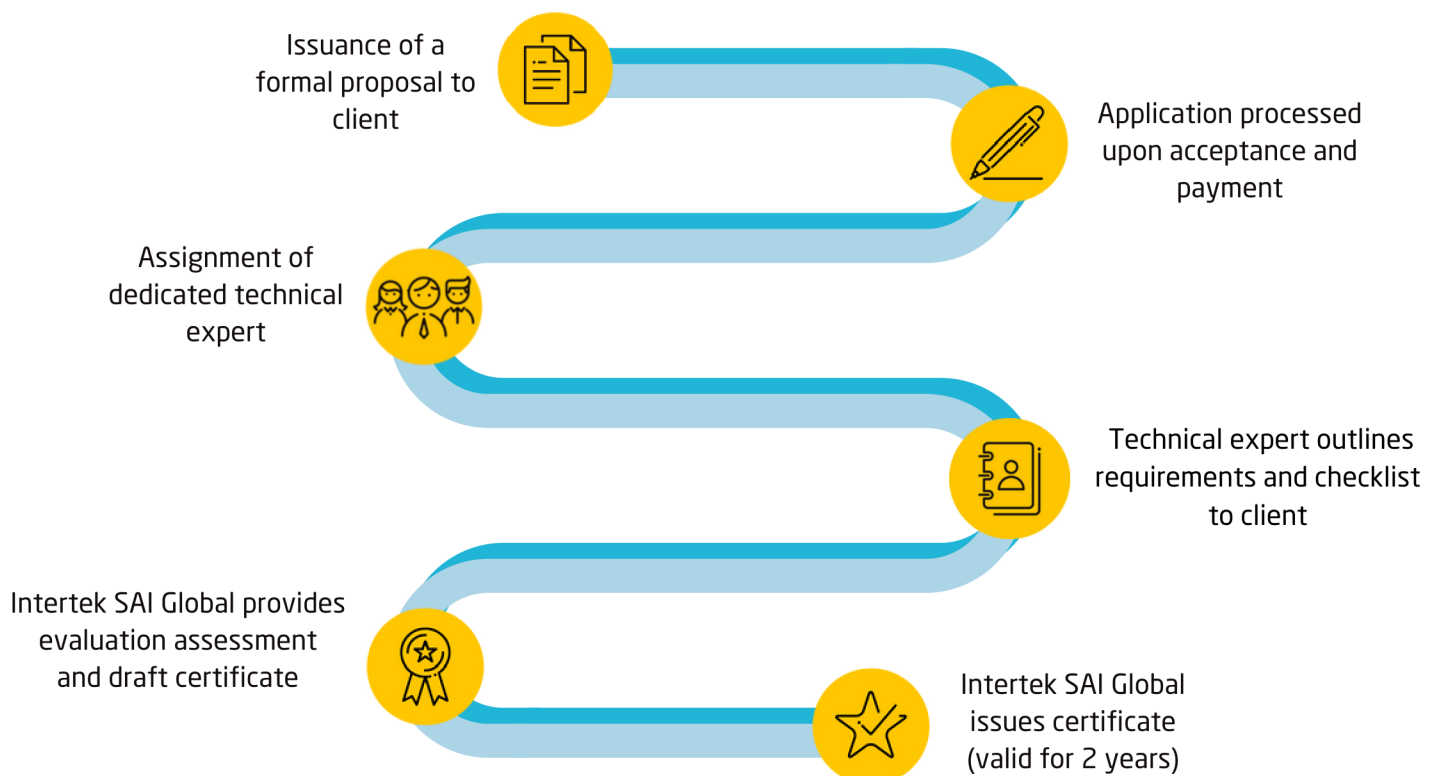 Issuance of a
formal proposal to
client
Application processed
upon acceptance and
payment
Assignment of
dedicated technical
expert
Technical expert outlines
requirements and checklist
to client
Intertek SAI Global provides
evaluation assessment
and draft certificate
Intertek SAI Global
issues certificate
(valid for 2 years)